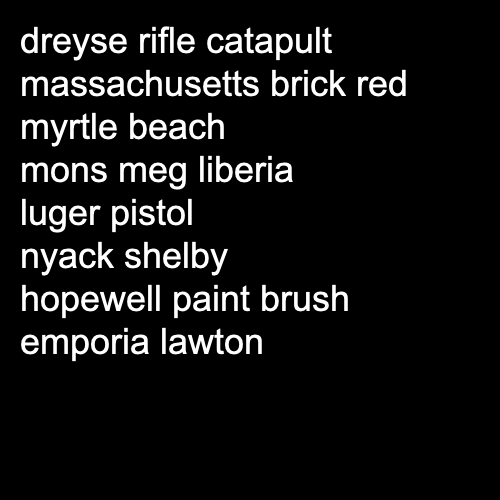 dreyse rifle catapult
massachusetts brick red
myrtle beach
mons meg liberia
luger pistol
nyack shelby
hopewell paint brush
emporia lawton